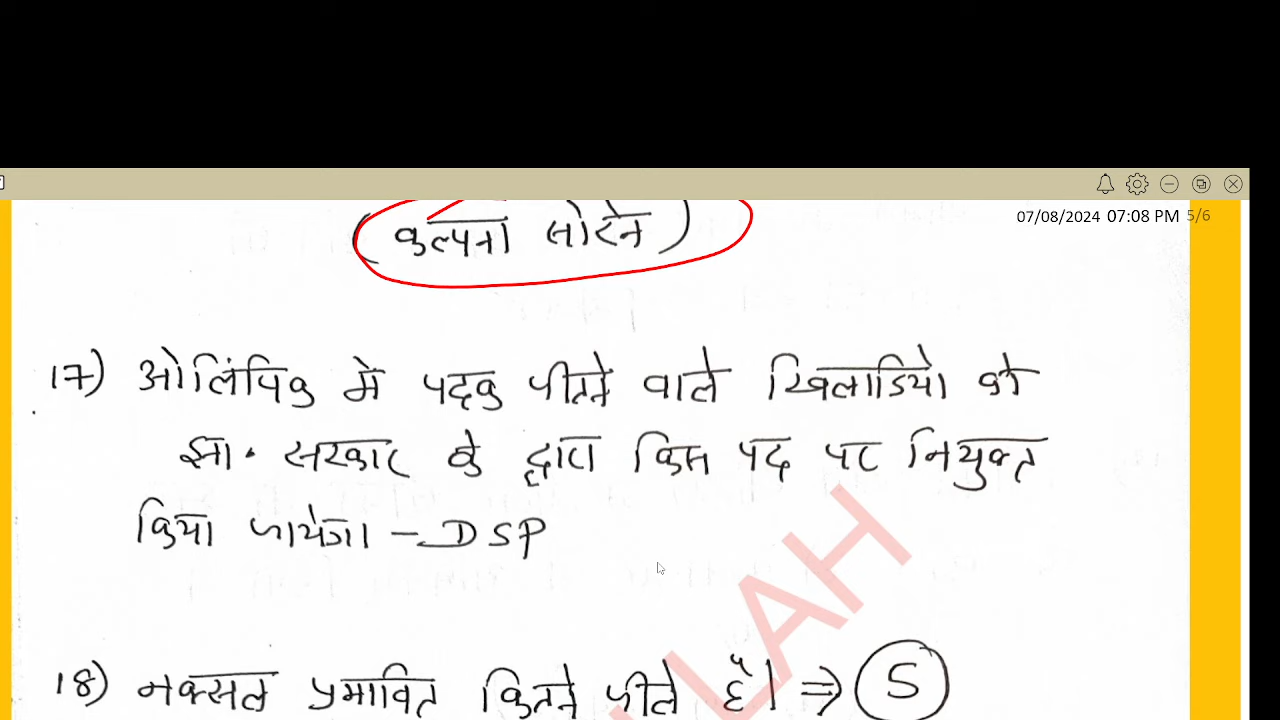 07/08/2024 07:08 PM 5/6
(कल्पना सोरेन)
17) ओलिंपिक में पदक जीतने वाले खिलाडियो को
झा. सरकार के द्वारा किस पद पर नियुक्त
किया जायेगा - DSP
LLAH
18) नक्सल प्रभावित कितने जीले है। ⇒ 5